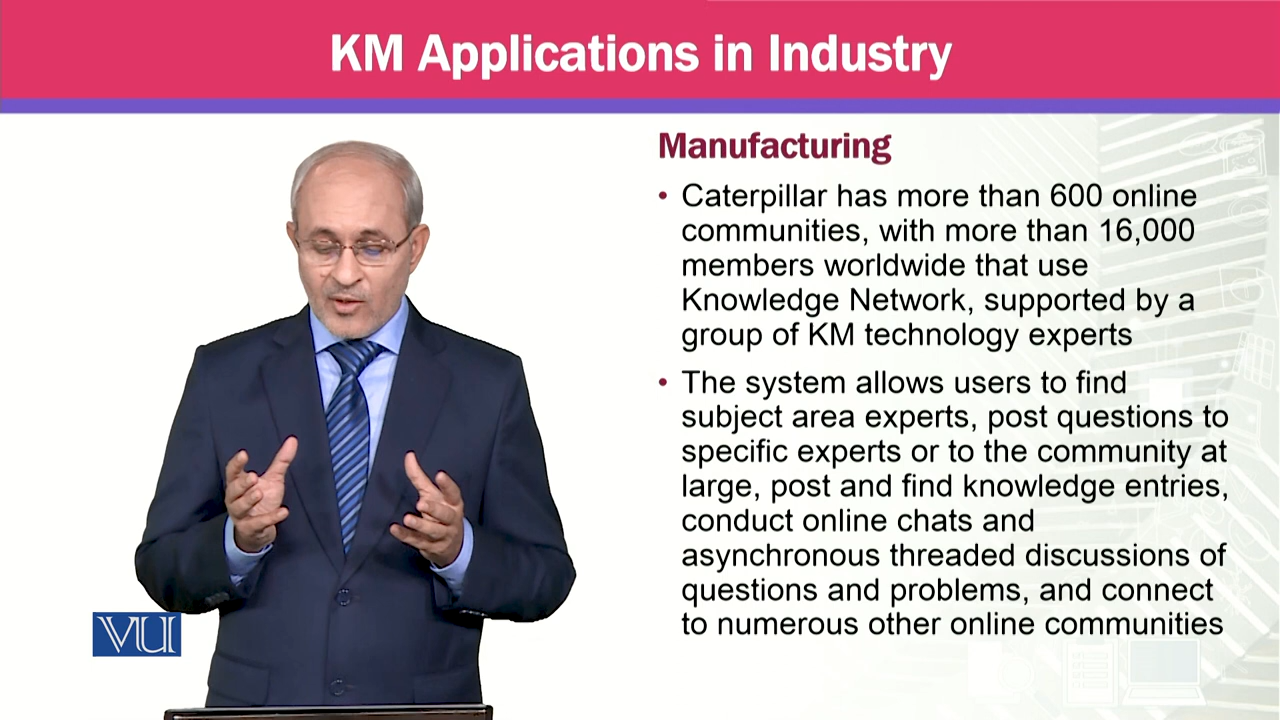 KM Applications in Industry
Manufacturing
• Caterpillar has more than 600 online
communities, with more than 16,000
members worldwide that use
Knowledge Network, supported by a
group of KM technology experts
• The system allows users to find
subject area experts, post questions to
specific experts or to the community at
large, post and find knowledge entries,
conduct online chats and
asynchronous threaded discussions of
questions and problems, and connect
to numerous other online communities
VU